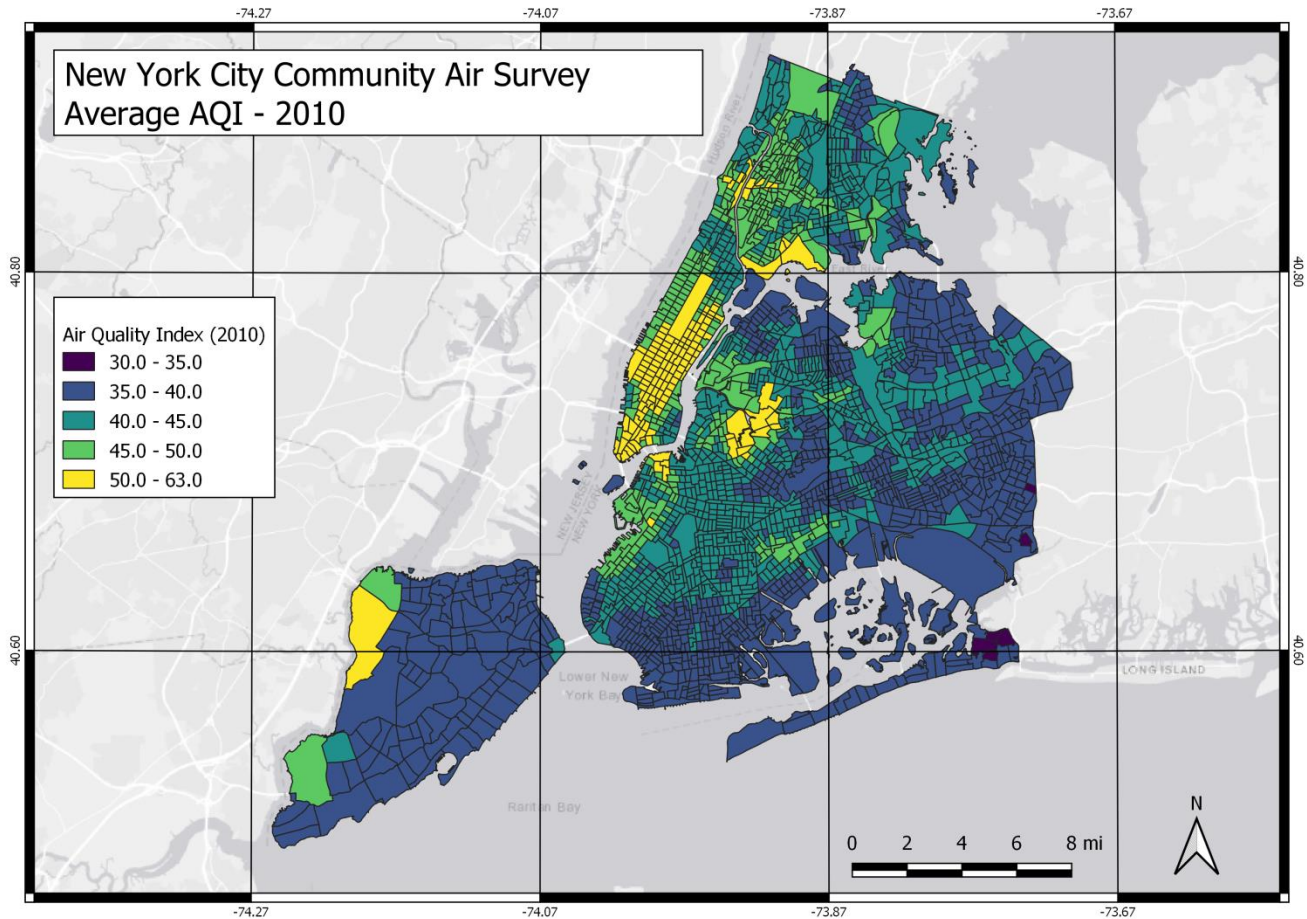 -74.27
-74.07
-73.87
-73.67
New York City Community Air Survey
Average AQI - 2010
Hudson River
40.80
40.80
East River
Air Quality Index (2010)
30.0 - 35.0
35.0 - 40.0
40.0 - 45.0
45.0 - 50.0
50.0 - 63.0
NEW JERSEY
NEW YORK
40.60
40.60
LONG ISLAND
Lower New
York Bay
Raritan Bay
N
0 2 4 6 8 mi
-74.27
-74.07
-73.87
-73.67